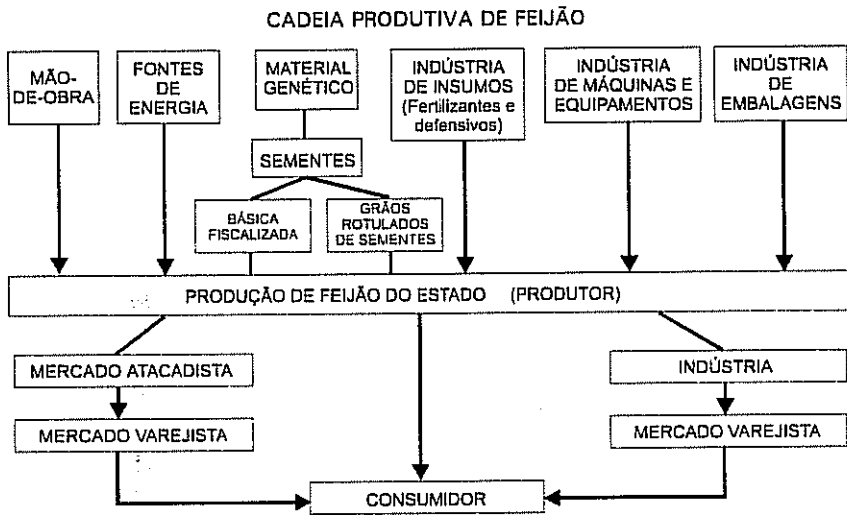 CADEIA PRODUTIVA DE FEIJÃO
MÃO-
DE-OBRA
FONTES
DE
ENERGIA
MATERIAL
GENÉTICO
INDÚSTRIA
DE INSUMOS
(Fertilizantes e
defensivos)
INDÚSTRIA
DE MÁQUINAS E
EQUIPAMENTOS
INDÚSTRIA
DE
EMBALAGENS
SEMENTES
BÁSICA
FISCALIZADA
GRÃOS
ROTULADOS
DE SEMENTES
PRODUÇÃO DE FEIJÃO DO ESTADO (PRODUTOR)
MERCADO ATACADISTA
INDÚSTRIA
MERCADO VAREJISTA
MERCADO VAREJISTA
CONSUMIDOR